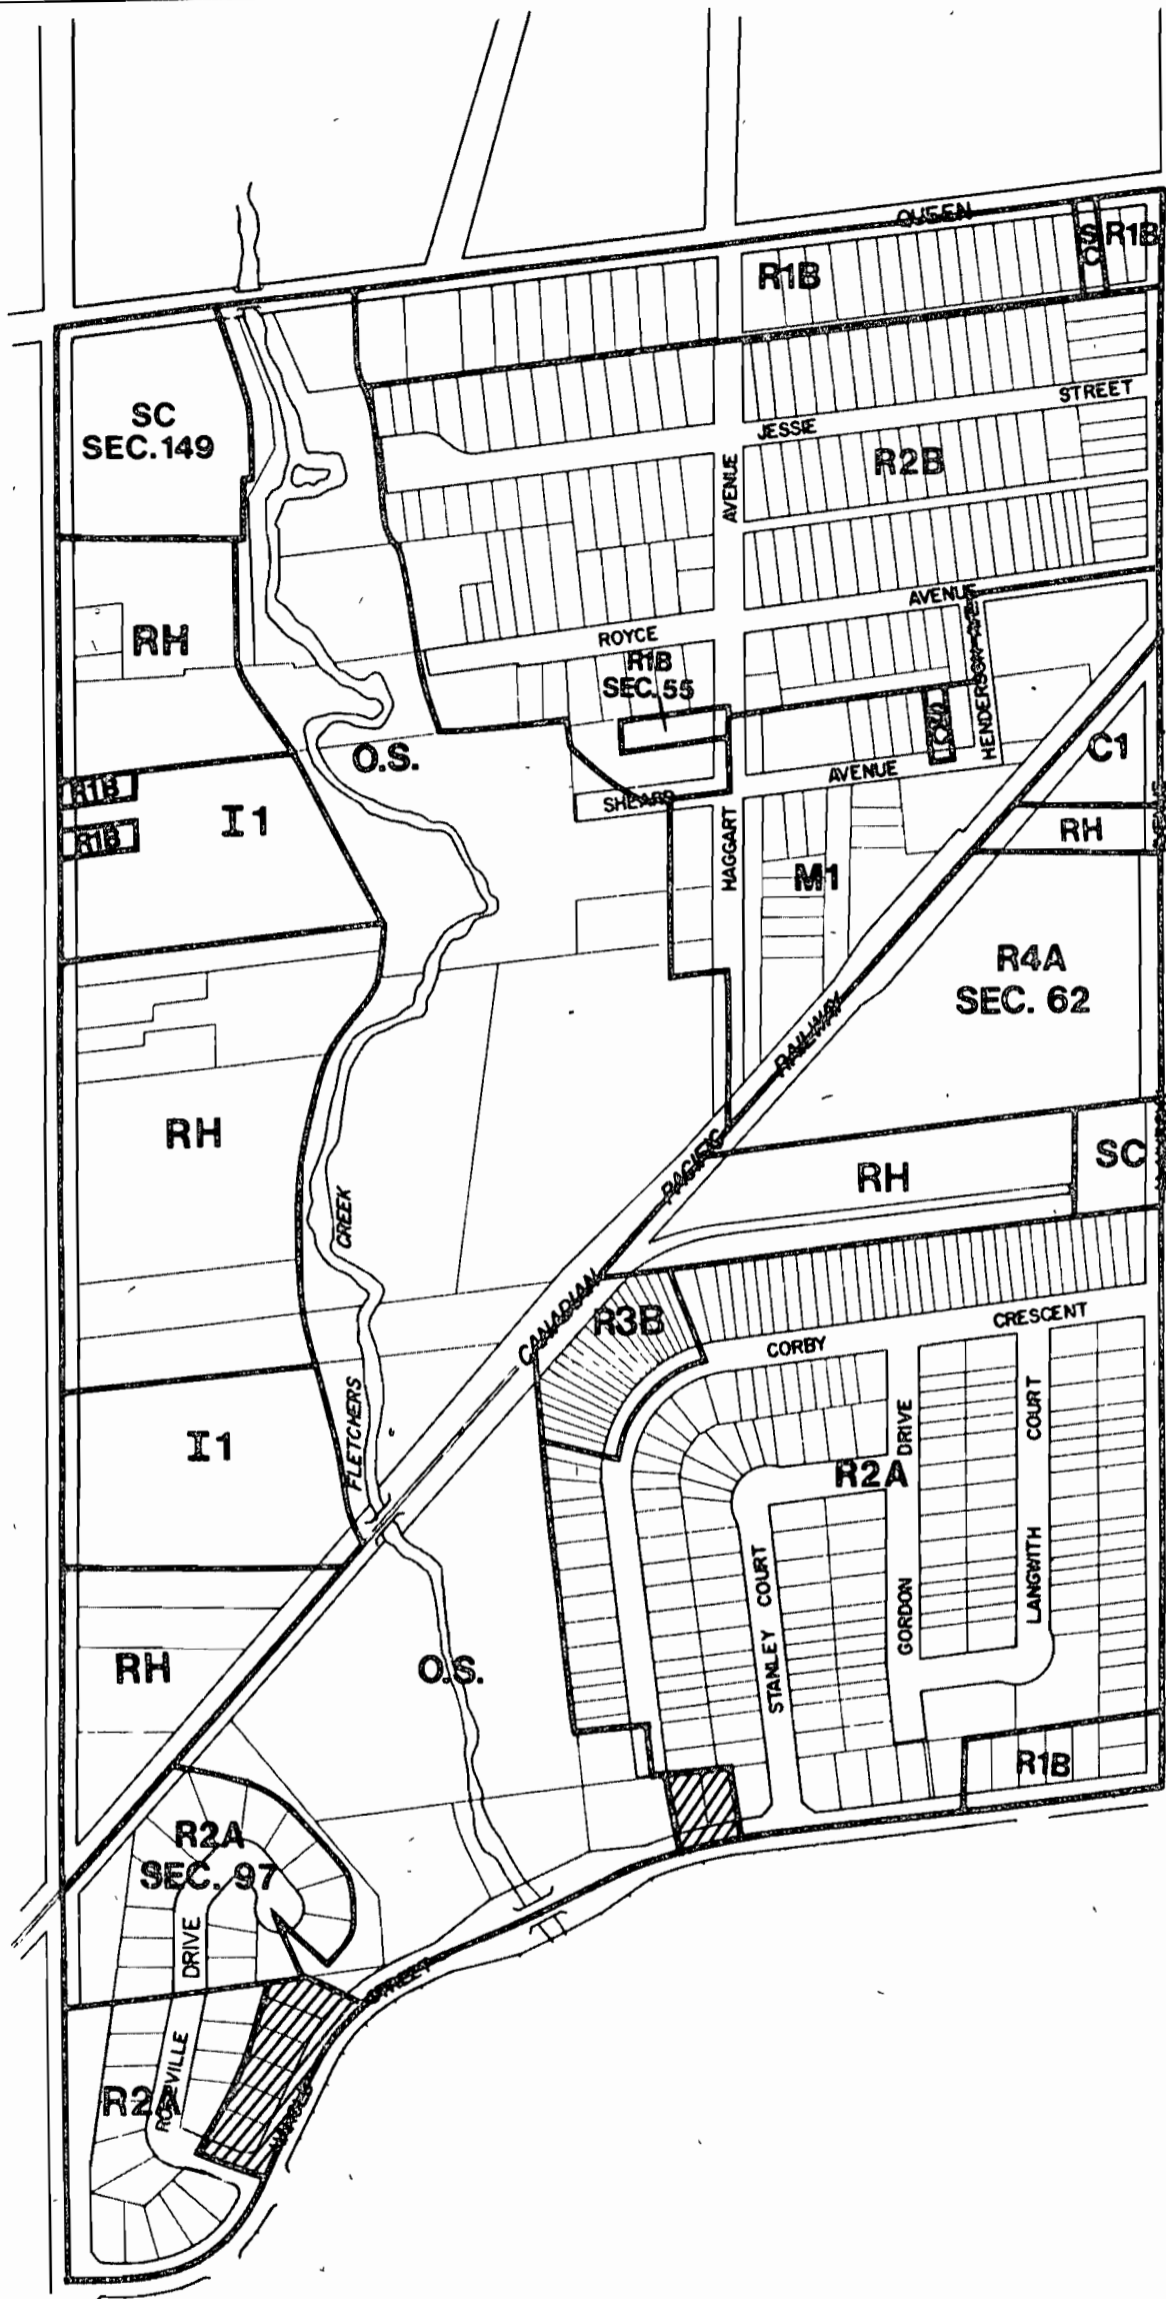 QUEEN
R1B
OS
R1B
SC
SEC. 149
STREET
JESSIE
R2B
AVENUE
AVENUE
ROYCE
RH
R1B
SEC. 55
HENDERSON AVE.
O.S.
C1
R1B
I1
R1B
SHEARD
AVENUE
RH
HAGGART
M1
R4A
SEC. 62
RAILWAY
RH
PACIFIC
RH
SC
CREEK
CANADIAN
R3B
CRESCENT
CORBY
COURT
FLETCHERS
DRIVE
I1
R2A
LANGWITH
COURT
GORDON
STANLEY
RH
O.S.
R1B
R2A
SEC. 97
DRIVE
STREET
R2A
HAROLD